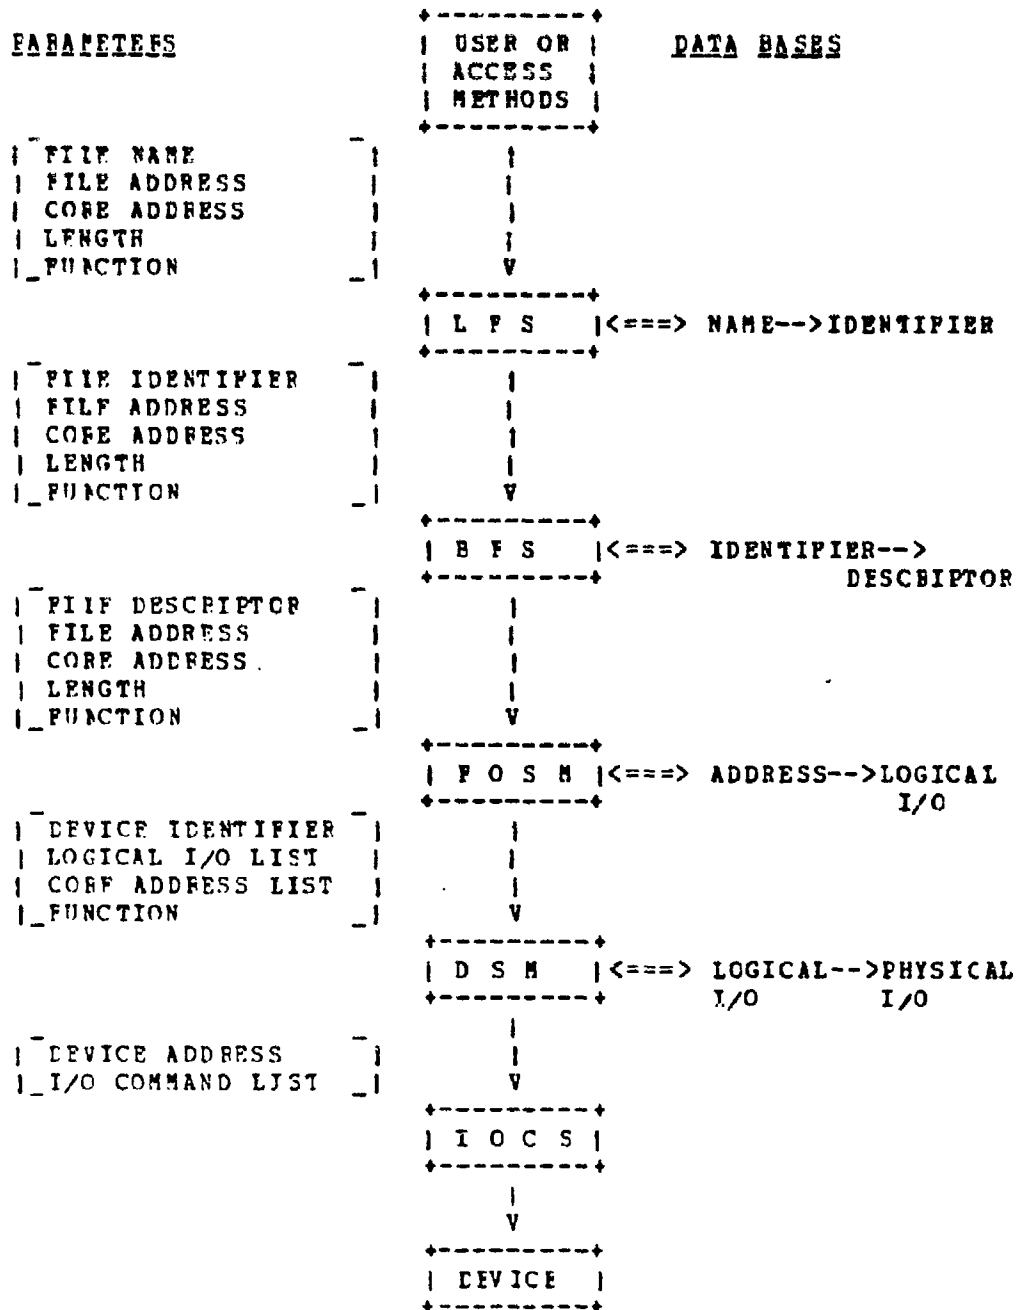 PARAMETERS
USER OR
ACCESS
METHODS
DATA BASES
FILE NAME
FILE ADDRESS
CORE ADDRESS
LENGTH
FUNCTION
L F S <===> NAME-->IDENTIFIER
FILE IDENTIFIER
FILE ADDRESS
CORE ADDRESS
LENGTH
FUNCTION
B F S <===> IDENTIFIER-->
DESCRIPTOR
FILE DESCRIPTOR
FILE ADDRESS
CORE ADDRESS
LENGTH
FUNCTION
F O S M <===> ADDRESS-->LOGICAL
I/O
DEVICE IDENTIFIER
LOGICAL I/O LIST
CORE ADDRESS LIST
FUNCTION
D S M <===> LOGICAL-->PHYSICAL
I/O I/O
DEVICE ADDRESS
I/O COMMAND LIST
I O C S
DEVICE